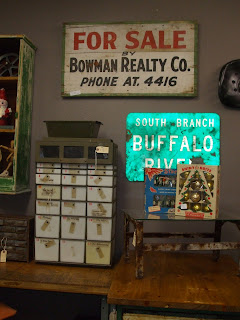 FOR SALE
BY
BOWMAN REALTY CO.
PHONE AT. 4416
SOUTH BRANCH
BUFFALO
RIVER